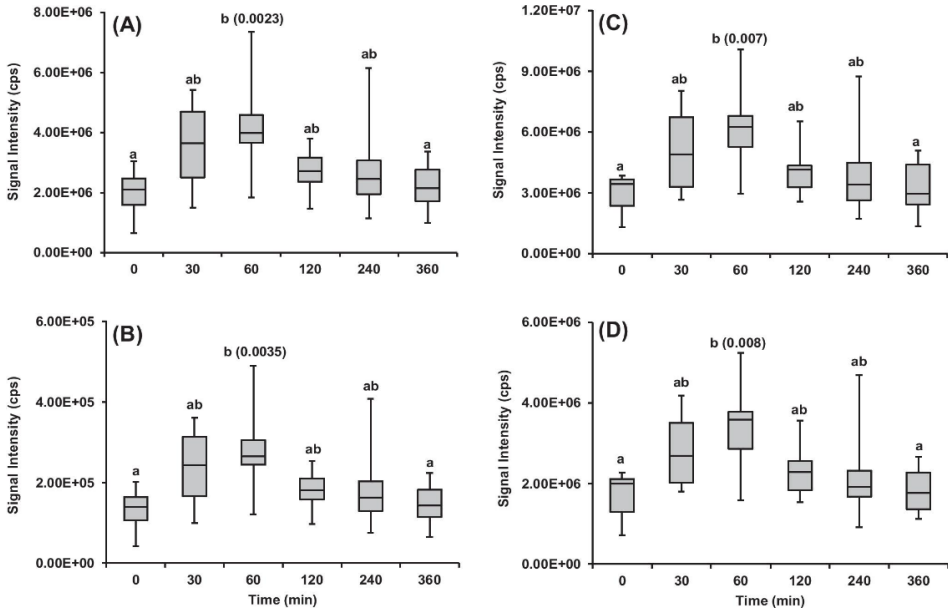 (A)
Signal Intensity (cps)
8.00E+06
6.00E+06
4.00E+06
2.00E+06
0.00E+00
a
ab
b (0.0023)
ab
ab
a
0 30 60 120 240 360
(C)
Signal Intensity (cps)
1.20E+07
9.00E+06
6.00E+06
3.00E+06
0.00E+00
a
ab
b (0.007)
ab
ab
a
0 30 60 120 240 360
(B)
Signal Intensity (cps)
6.00E+05
4.00E+05
2.00E+05
0.00E+00
a
ab
b (0.0035)
ab
ab
a
0 30 60 120 240 360
Time (min)
(D)
Signal Intensity (cps)
6.00E+06
4.00E+06
2.00E+06
0.00E+00
a
ab
b (0.008)
ab
ab
a
0 30 60 120 240 360
Time (min)